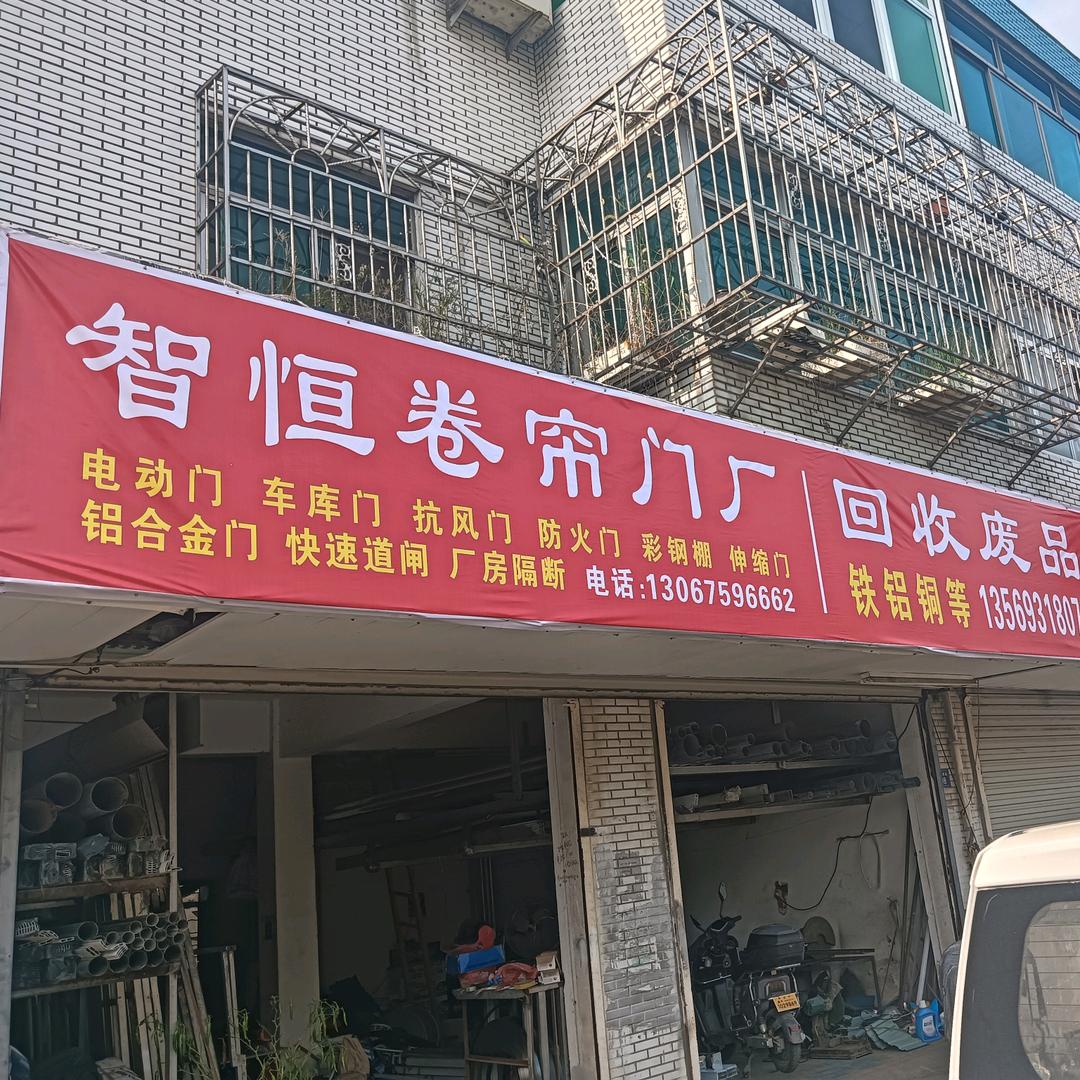 智恒卷帘门厂
电动门 车库门 抗风门 防火门 彩钢棚 伸缩门
铝合金门 快速道闸 厂房隔断 电话:13067596662
回收废品
铁铝铜等 1356931807